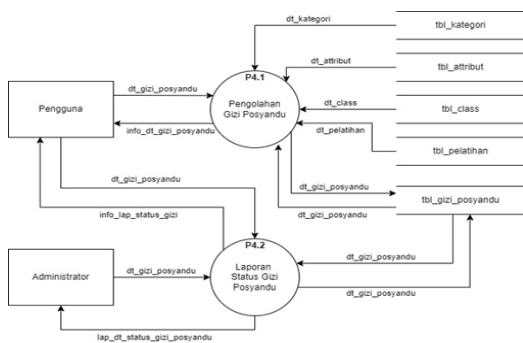 dt_kategori
tbl_kategori
P4.1
dt_attribut
tbl_attribut
Pengguna
dt_gizi_posyandu
Pengolahan
Gizi Posyandu
dt_class
tbl_class
info_dt_gizi_posyandu
dt_pelatihan
tbl_pelatihan
dt_gizi_posyandu
dt_gizi_posyandu
tbl_gizi_posyandu
dt_gizi_posyandu
info_lap_status_gizi
P4.2
Administrator
dt_gizi_posyandu
Laporan
Status Gizi
Posyandu
dt_gizi_posyandu
dt_gizi_posyandu
lap_dt_status_gizi_posyandu